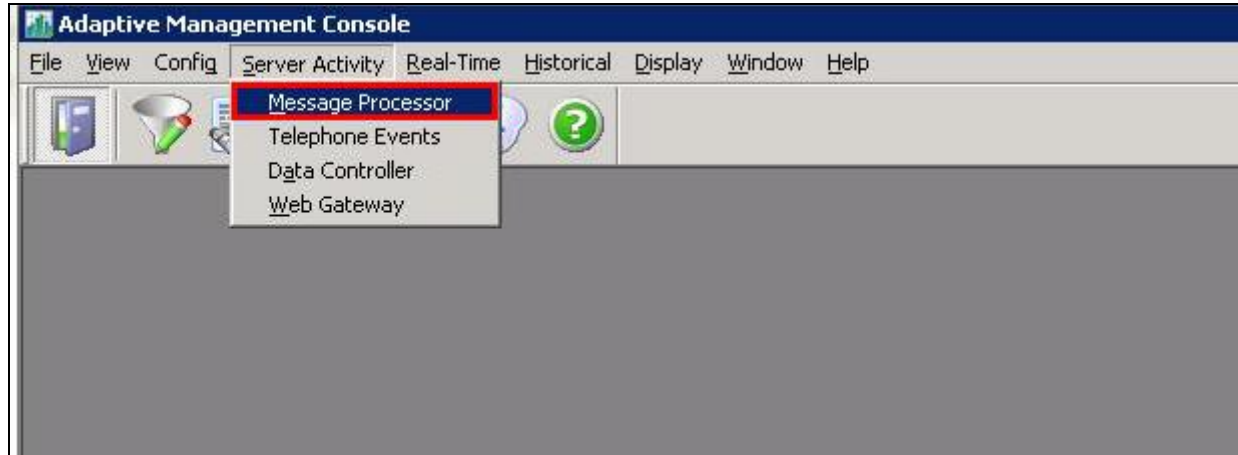 Adaptive Management Console
File View Config Server Activity Real-Time Historical Display Window Help
Message Processor
Telephone Events
Data Controller
Web Gateway